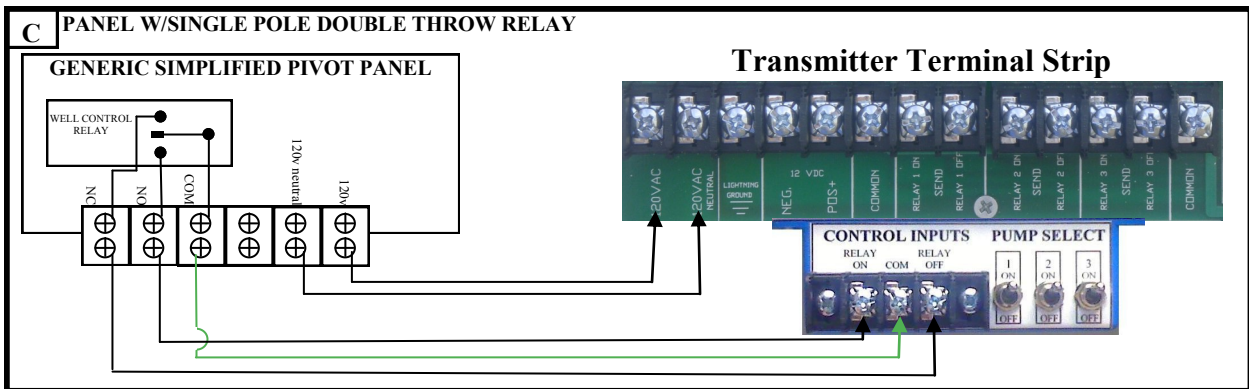 C
PANEL W/SINGLE POLE DOUBLE THROW RELAY
GENERIC SIMPLIFIED PIVOT PANEL
WELL CONTROL
RELAY
NC
NO
COM
120v neutral
120v
Transmitter Terminal Strip
120VAC
120VAC
NEUTRAL
LIGHTNING
GROUND
12 VDC
NEG.
POS+
COMMON
RELAY 1 ON
SEND
RELAY 1 OFF
RELAY 2 ON
SEND
RELAY 2 OFF
RELAY 3 ON
SEND
RELAY 3 OFF
COMMON
CONTROL INPUTS
RELAY
ON
COM
RELAY
OFF
PUMP SELECT
1
ON
OFF
2
ON
OFF
3
ON
OFF